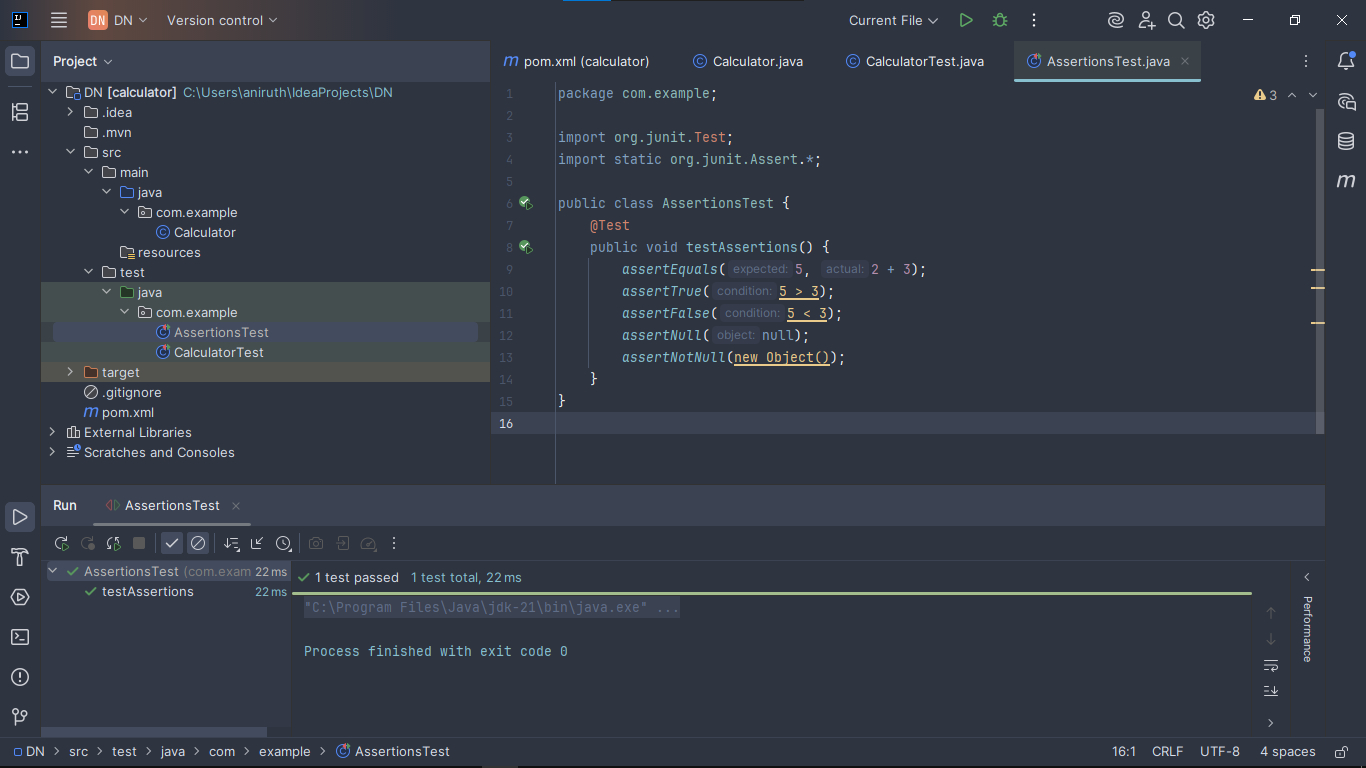 DN DN Version control Current File
Project
pom.xml (calculator) Calculator.java CalculatorTest.java AssertionsTest.java
DN [calculator] C:\Users\aniruth\IdeaProjects\DN
.idea
.mvn
src
main
java
com.example
Calculator
resources
test
java
com.example
AssertionsTest
CalculatorTest
target
.gitignore
m pom.xml
External Libraries
Scratches and Consoles
3
1 package com.example;
2
3 import org.junit.Test;
4 import static org.junit.Assert.*;
5
6 public class AssertionsTest {
7 @Test
8 public void testAssertions() {
9 assertEquals( expected: 5, actual: 2 + 3);
10 assertTrue( condition: 5 > 3);
11 assertFalse( condition: 5 < 3);
12 assertNull( object: null);
13 assertNotNull(new Object());
14 }
15 }
16
Run AssertionsTest
AssertionsTest (com.exam 22 ms
testAssertions 22 ms
1 test passed 1 test total, 22 ms
"C:\Program Files\Java\jdk-21\bin\java.exe" ...
Process finished with exit code 0
Performance
DN > src > test > java > com > example > AssertionsTest
16:1 CRLF UTF-8 4 spaces